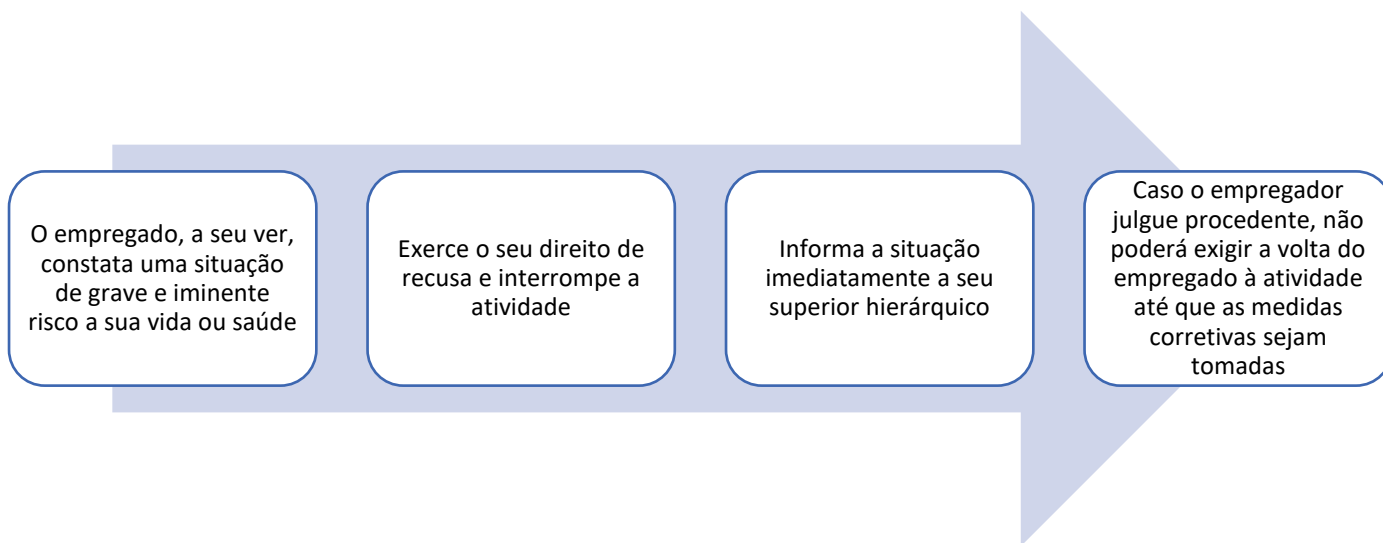 O empregado, a seu ver,
constata uma situação
de grave e iminente
risco a sua vida ou saúde
Exerce o seu direito de
recusa e interrompe a
atividade
Informa a situação
imediatamente a seu
superior hierárquico
Caso o empregador
julgue procedente, não
poderá exigir a volta do
empregado à atividade
até que as medidas
corretivas sejam
tomadas